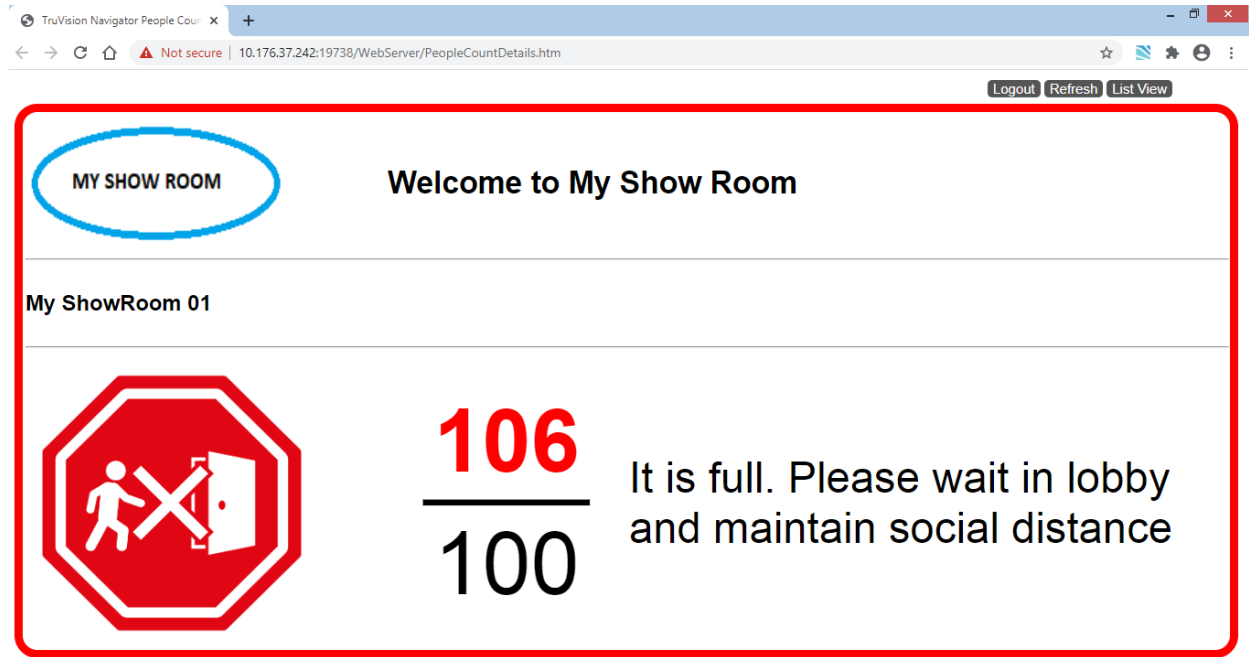 TruVision Navigator People Coun
Not secure | 10.176.37.242:19738/WebServer/PeopleCountDetails.htm
Logout Refresh List View
MY SHOW ROOM
Welcome to My Show Room
My ShowRoom 01
106
100
It is full. Please wait in lobby
and maintain social distance